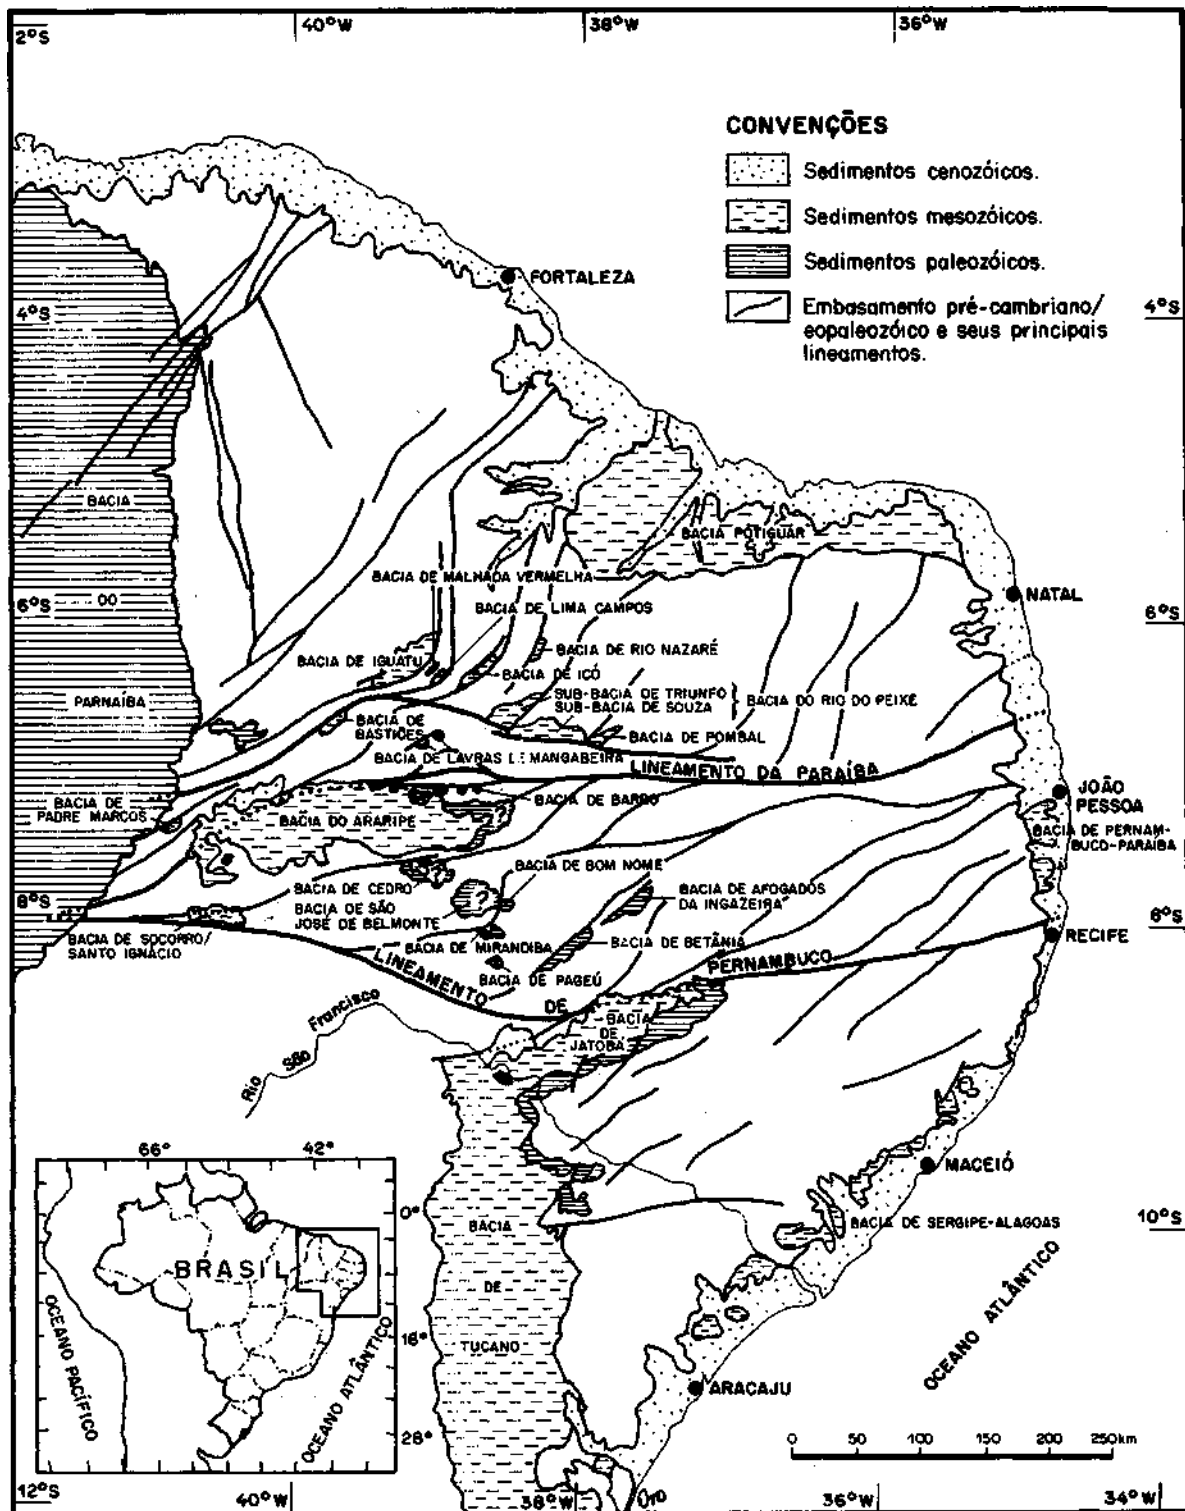 40°W
38°W
36°W
2°S
CONVENÇÕES
Sedimentos cenozóicos.
Sedimentos mesozóicos.
Sedimentos paleozóicos.
Embasamento pré-cambriano/
eopaleozóico e seus principais
lineamentos.
FORTALEZA
4°S
4°S
BACIA
DO
PARNAÍBA
BACIA POTIGUAR
BACIA DE MALHADA VERMELHA
BACIA DE LIMA CAMPOS
6°S
NATAL
6°S
BACIA DE IGUATU
BACIA DE RIO NAZARÉ
BACIA DE ICÓ
SUB-BACIA DE TRIUNFO
SUB-BACIA DE SOUZA
BACIA DO RIO DO PEIXE
BACIA DE
BASTIÕES
BACIA DE POMBAL
BACIA DE LAVRAS DE MANGABEIRA
LINEAMENTO DA PARAÍBA
BACIA DE
PADRE MARCOS
BACIA DE BARRO
JOÃO
PESSOA
BACIA DO ARARIPE
BACIA DE PERNAM-
BUCO-PARAÍBA
BACIA DE BOM NOME
BACIA DE CEDRO
BACIA DE AFOGADOS
DA INGAZEIRA
8°S
BACIA DE SÃO
JOSÉ DE BELMONTE
?
8°S
RECIFE
BACIA DE SOCORRO/
SANTO IGNÁCIO
BACIA DE MIRANDIBA
BACIA DE BETÂNIA
LINEAMENTO DE PERNAMBUCO
BACIA DE PAGEÚ
Rio São Francisco
BACIA
DE
JATOBÁ
MACEIÓ
66°
42°
0°
BACIA
DE
TUCANO
BACIA DE SERGIPE-ALAGOAS
10°S
BRASIL
OCEANO PACÍFICO
OCEANO ATLÂNTICO
16°
28°
OCEANO ATLÂNTICO
ARACAJU
0 50 100 150 200 250km
12°S
40°W
38°W
36°W
34°W